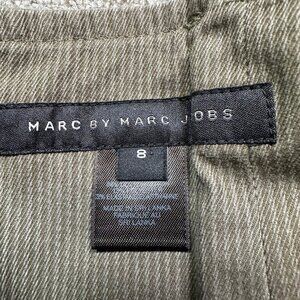 MARC BY MARC JOBS
8
MADE IN SRI LANKA
FABRIQUE AU
SRI LANKA